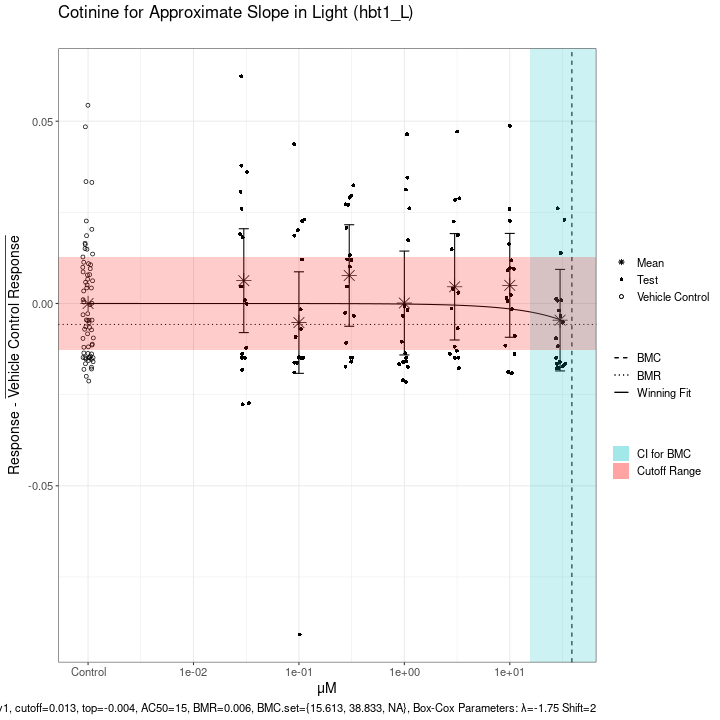 Cotinine for Approximate Slope in Light (hbt1_L)
Response - Vehicle Control Response
0.05
0.00
-0.05
Control
1e-02
1e-01
1e+00
1e+01
μM
Mean
Test
Vehicle Control
BMC
BMR
Winning Fit
CI for BMC
Cutoff Range
1, cutoff=0.013, top=-0.004, AC50=15, BMR=0.006, BMC.set={15.613, 38.833, NA}, Box-Cox Parameters: λ=-1.75 Shift=2